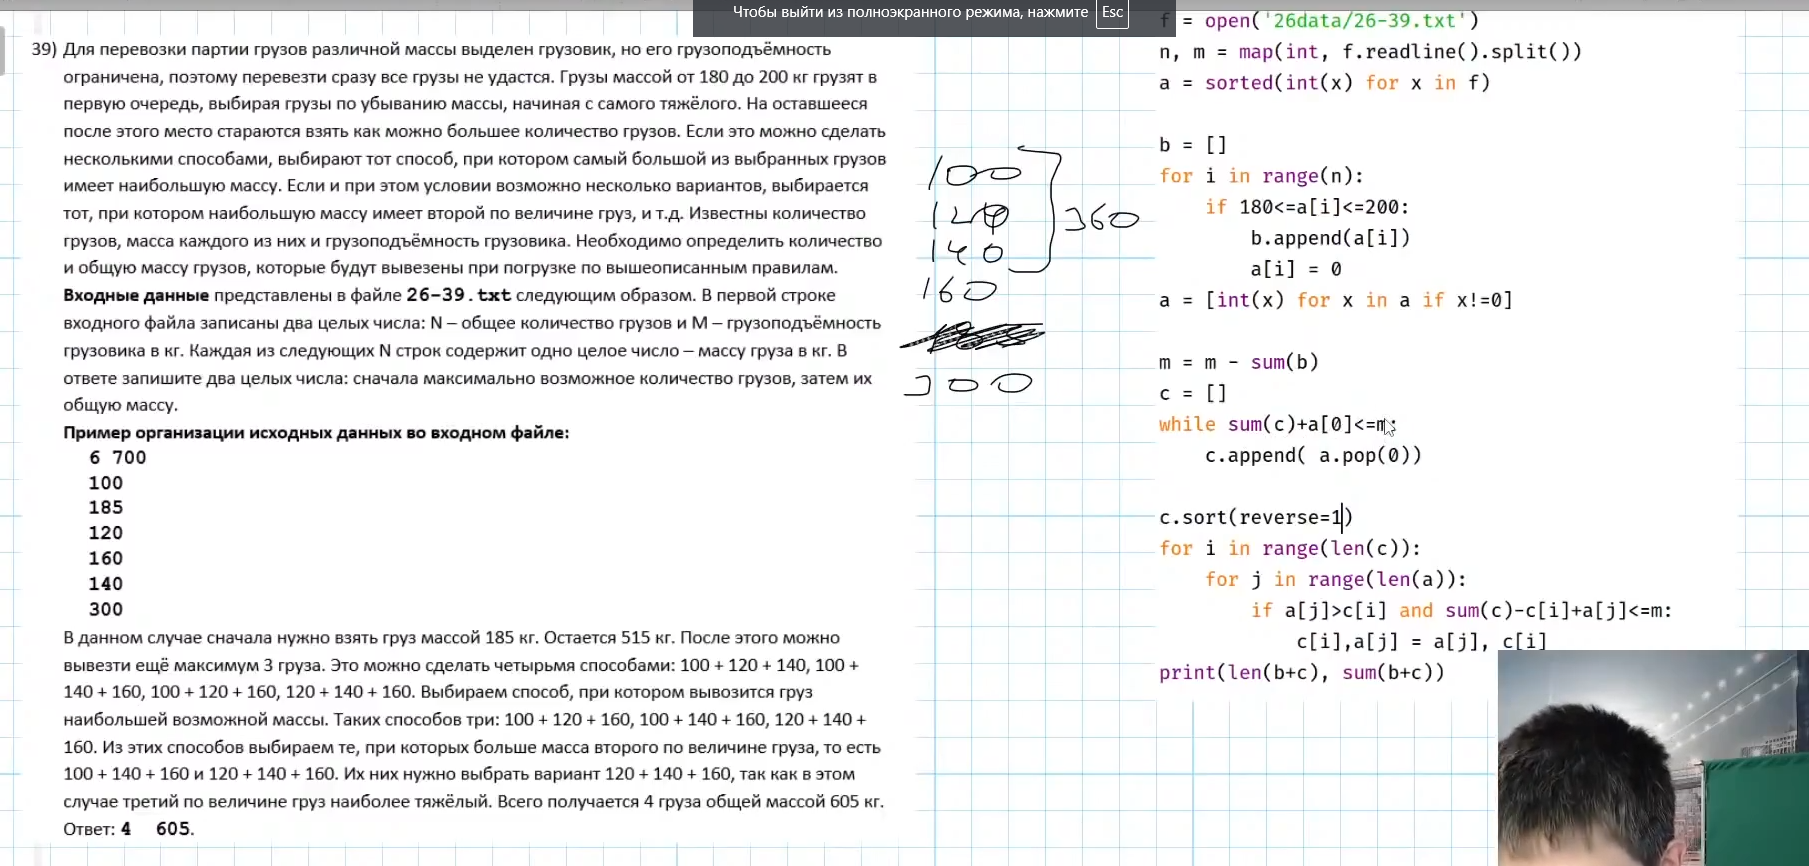 Чтобы выйти из полноэкранного режима, нажмите Esc
39) Для перевозки партии грузов различной массы выделен грузовик, но его грузоподъёмность
ограничена, поэтому перевезти сразу все грузы не удастся. Грузы массой от 180 до 200 кг грузят в
первую очередь, выбирая грузы по убыванию массы, начиная с самого тяжёлого. На оставшееся
после этого место стараются взять как можно большее количество грузов. Если это можно сделать
несколькими способами, выбирают тот способ, при котором самый большой из выбранных грузов
имеет наибольшую массу. Если и при этом условии возможно несколько вариантов, выбирается
тот, при котором наибольшую массу имеет второй по величине груз, и т.д. Известны количество
грузов, масса каждого из них и грузоподъёмность грузовика. Необходимо определить количество
и общую массу грузов, которые будут вывезены при погрузке по вышеописанным правилам.
Входные данные представлены в файле 26-39.txt следующим образом. В первой строке
входного файла записаны два целых числа: N – общее количество грузов и M – грузоподъёмность
грузовика в кг. Каждая из следующих N строк содержит одно целое число – массу груза в кг. В
ответе запишите два целых числа: сначала максимально возможное количество грузов, затем их
общую массу.
Пример организации исходных данных во входном файле:
6 700
100
185
120
160
140
300
В данном случае сначала нужно взять груз массой 185 кг. Остается 515 кг. После этого можно
вывезти ещё максимум 3 груза. Это можно сделать четырьмя способами: 100 + 120 + 140, 100 +
140 + 160, 100 + 120 + 160, 120 + 140 + 160. Выбираем способ, при котором вывозится груз
наибольшей возможной массы. Таких способов три: 100 + 120 + 160, 100 + 140 + 160, 120 + 140 +
160. Из этих способов выбираем те, при которых больше масса второго по величине груза, то есть
100 + 140 + 160 и 120 + 140 + 160. Их них нужно выбрать вариант 120 + 140 + 160, так как в этом
случае третий по величине груз наиболее тяжёлый. Всего получается 4 груза общей массой 605 кг.
Ответ: 4 605.
100
120
140
360
160
300
f = open('26data/26-39.txt')
n, m = map(int, f.readline().split())
a = sorted(int(x) for x in f)
b = []
for i in range(n):
if 180<=a[i]<=200:
b.append(a[i])
a[i] = 0
a = [int(x) for x in a if x!=0]
m = m - sum(b)
c = []
while sum(c)+a[0]<=m:
c.append( a.pop(0))
c.sort(reverse=1)
for i in range(len(c)):
for j in range(len(a)):
if a[j]>c[i] and sum(c)-c[i]+a[j]<=m:
c[i],a[j] = a[j], c[i]
print(len(b+c), sum(b+c))